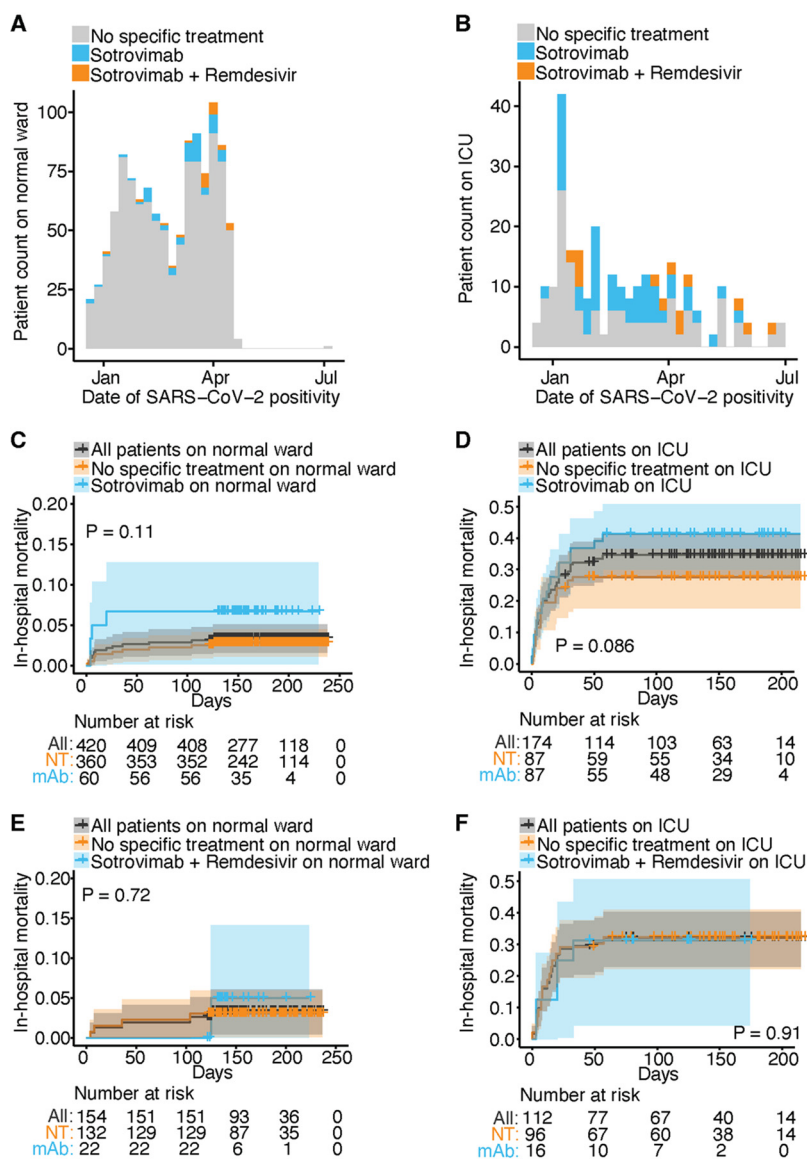 A
No specific treatment
Sotrovimab
Sotrovimab + Remdesivir
Patient count on normal ward
100
75
50
25
0
Jan
Apr
Jul
Date of SARS−CoV−2 positivity
B
No specific treatment
Sotrovimab
Sotrovimab + Remdesivir
Patient count on ICU
40
30
20
10
0
Jan
Apr
Jul
Date of SARS−CoV−2 positivity
C
All patients on normal ward
No specific treatment on normal ward
Sotrovimab on normal ward
In-hospital mortality
0.20
0.15
0.10
0.05
0.00
P = 0.11
0 50 100 150 200 250
Days
Number at risk
All: 420 409 408 277 118 0
NT: 360 353 352 242 114 0
mAb: 60 56 56 35 4 0
D
All patients on ICU
No specific treatment on ICU
Sotrovimab on ICU
In-hospital mortality
0.5
0.4
0.3
0.2
0.1
0.0
P = 0.086
0 50 100 150 200
Days
Number at risk
All: 174 114 103 63 14
NT: 87 59 55 34 10
mAb: 87 55 48 29 4
E
All patients on normal ward
No specific treatment on normal ward
Sotrovimab + Remdesivir on normal ward
In-hospital mortality
0.20
0.15
0.10
0.05
0.00
P = 0.72
0 50 100 150 200 250
Days
Number at risk
All: 154 151 151 93 36 0
NT: 132 129 129 87 35 0
mAb: 22 22 22 6 1 0
F
All patients on ICU
No specific treatment on ICU
Sotrovimab + Remdesivir on ICU
In-hospital mortality
0.5
0.4
0.3
0.2
0.1
0.0
P = 0.91
0 50 100 150 200
Days
Number at risk
All: 112 77 67 40 14
NT: 96 67 60 38 14
mAb: 16 10 7 2 0